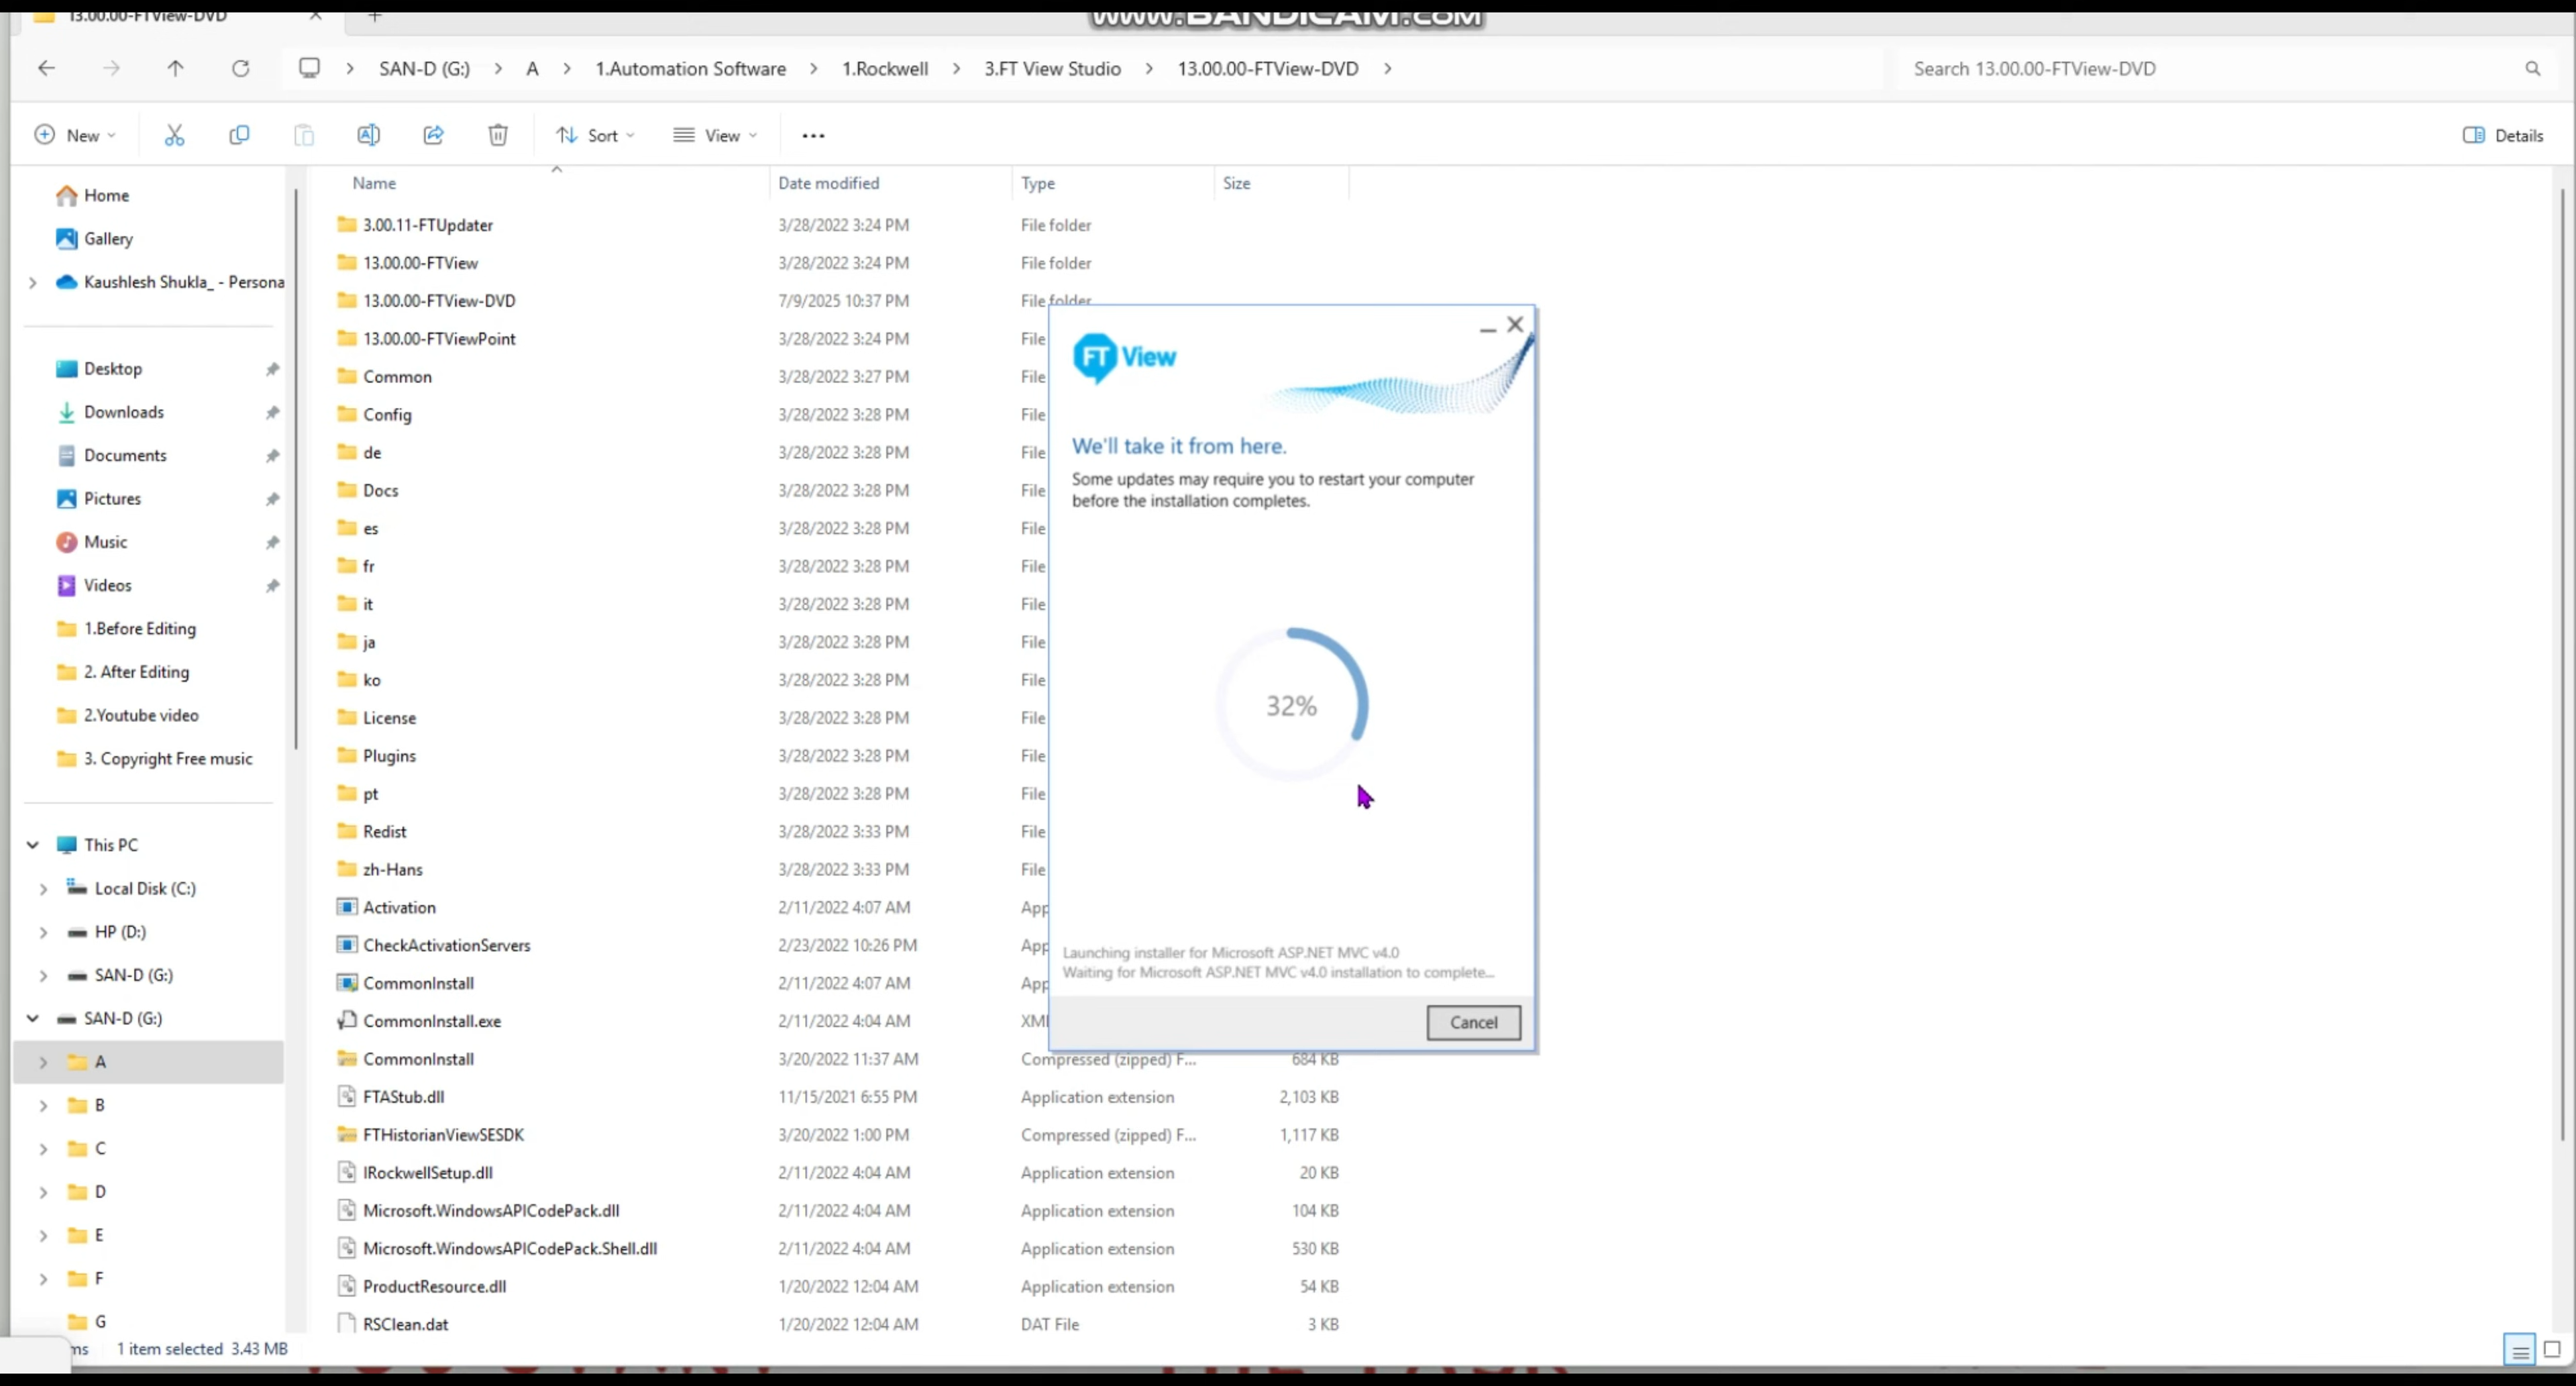 13.00.00-FTView-DVD
www.BANDICAM.com
SAN-D (G:) > A > 1.Automation Software > 1.Rockwell > 3.FT View Studio > 13.00.00-FTView-DVD >
Search 13.00.00-FTView-DVD
New
Sort
View
Details
Home
Gallery
Kaushlesh Shukla_ - Persona
Desktop
Downloads
Documents
Pictures
Music
Videos
1.Before Editing
2. After Editing
2.Youtube video
3. Copyright Free music
This PC
Local Disk (C:)
HP (D:)
SAN-D (G:)
SAN-D (G:)
A
B
C
D
E
F
G
Name Date modified Type Size
3.00.11-FTUpdater 3/28/2022 3:24 PM File folder
13.00.00-FTView 3/28/2022 3:24 PM File folder
13.00.00-FTView-DVD 7/9/2025 10:37 PM File folder
13.00.00-FTViewPoint 3/28/2022 3:24 PM File
Common 3/28/2022 3:27 PM File
Config 3/28/2022 3:28 PM File
de 3/28/2022 3:28 PM File
Docs 3/28/2022 3:28 PM File
es 3/28/2022 3:28 PM File
fr 3/28/2022 3:28 PM File
it 3/28/2022 3:28 PM File
ja 3/28/2022 3:28 PM File
ko 3/28/2022 3:28 PM File
License 3/28/2022 3:28 PM File
Plugins 3/28/2022 3:28 PM File
pt 3/28/2022 3:28 PM File
Redist 3/28/2022 3:33 PM File
zh-Hans 3/28/2022 3:33 PM File
Activation 2/11/2022 4:07 AM App
CheckActivationServers 2/23/2022 10:26 PM App
CommonInstall 2/11/2022 4:07 AM App
CommonInstall.exe 2/11/2022 4:04 AM XM
CommonInstall 3/20/2022 11:37 AM Compressed (zipped) F... 684 KB
FTAStub.dll 11/15/2021 6:55 PM Application extension 2,103 KB
FTHistorianViewSESDK 3/20/2022 1:00 PM Compressed (zipped) F... 1,117 KB
IRockwellSetup.dll 2/11/2022 4:04 AM Application extension 20 KB
Microsoft.WindowsAPICodePack.dll 2/11/2022 4:04 AM Application extension 104 KB
Microsoft.WindowsAPICodePack.Shell.dll 2/11/2022 4:04 AM Application extension 530 KB
ProductResource.dll 1/20/2022 12:04 AM Application extension 54 KB
RSClean.dat 1/20/2022 12:04 AM DAT File 3 KB
FT View
We'll take it from here.
Some updates may require you to restart your computer
before the installation completes.
32%
Launching installer for Microsoft ASP.NET MVC v4.0
Waiting for Microsoft ASP.NET MVC v4.0 installation to complete...
Cancel
ms 1 item selected 3.43 MB